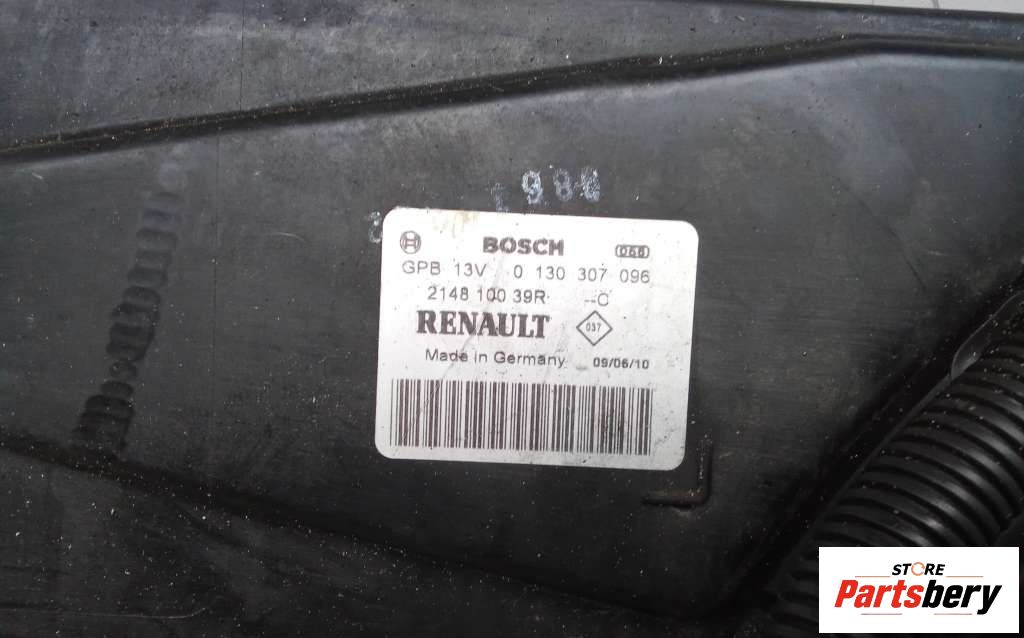 BOSCH 056
GPB 13V 0 130 307 096
2148 100 39R --C
RENAULT 037
Made in Germany 09/06/10
STORE
Partsbery